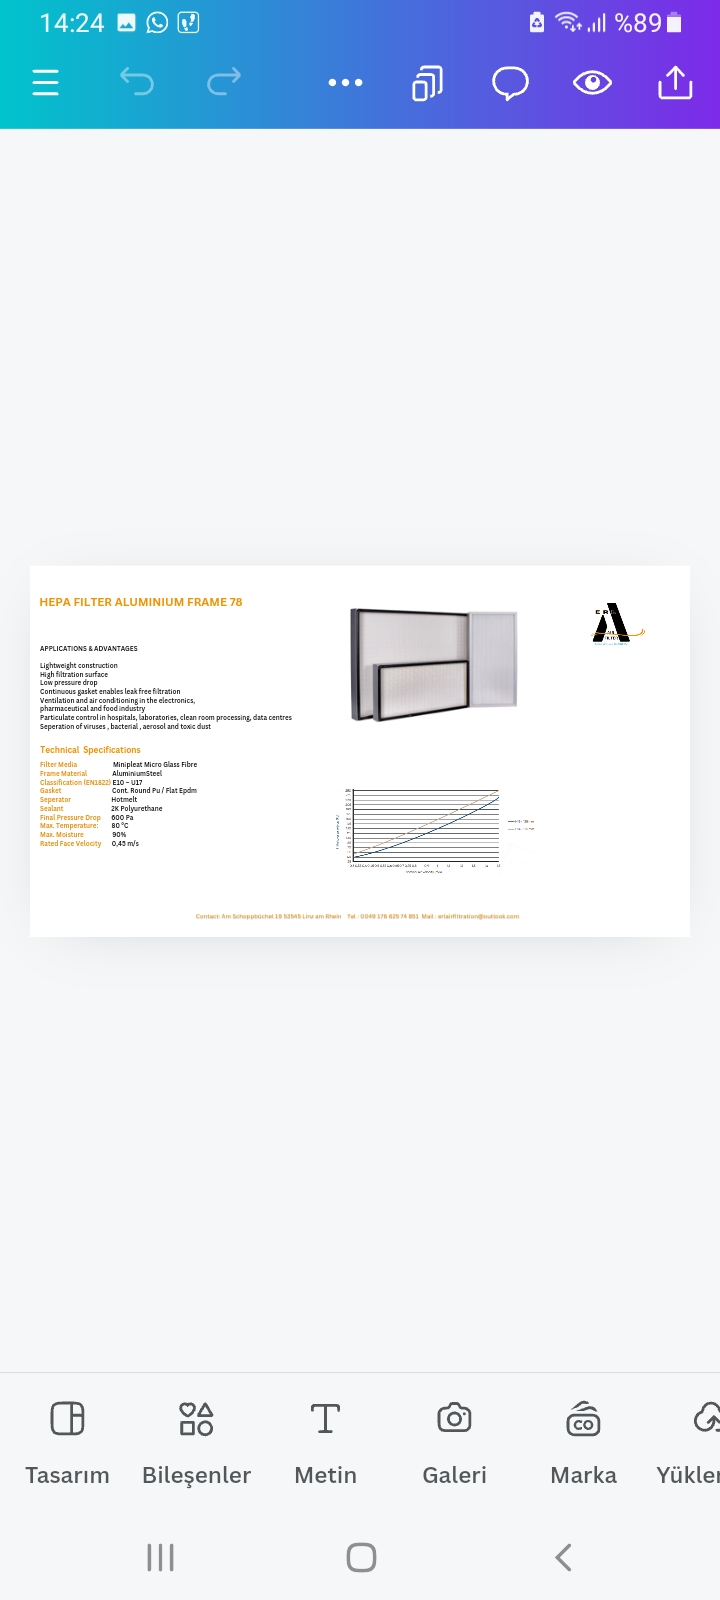 14:24
%89
HEPA FILTER ALUMINIUM FRAME 78
APPLICATIONS & ADVANTAGES
Lightweight construction
High filtration surface
Low pressure drop
Continuous gasket enables leak free filtration
Ventilation and air conditioning in the electronics,
pharmaceutical and food industry
Particulate control in hospitals, laboratories, clean room processing, data centres
Seperation of viruses , bacterial , aerosol and toxic dust
Technical Specifications
Filter Media Minipleat Micro Glass Fibre
Frame Material AluminiumSteel
Classification (EN1822) E10 – U17
Gasket Cont. Round Pu / Flat Epdm
Seperator Hotmelt
Sealant 2K Polyurethane
Final Pressure Drop 600 Pa
Max. Temperature: 80 °C
Max. Moisture 90%
Rated Face Velocity 0,45 m/s
Contact: Am Schoppbüchel 19 53545 Linz am Rhein Tel : 0049 176 625 74 851 Mail : erlairfiltration@outlook.com
Tasarım
Bileşenler
Metin
Galeri
CO
Marka